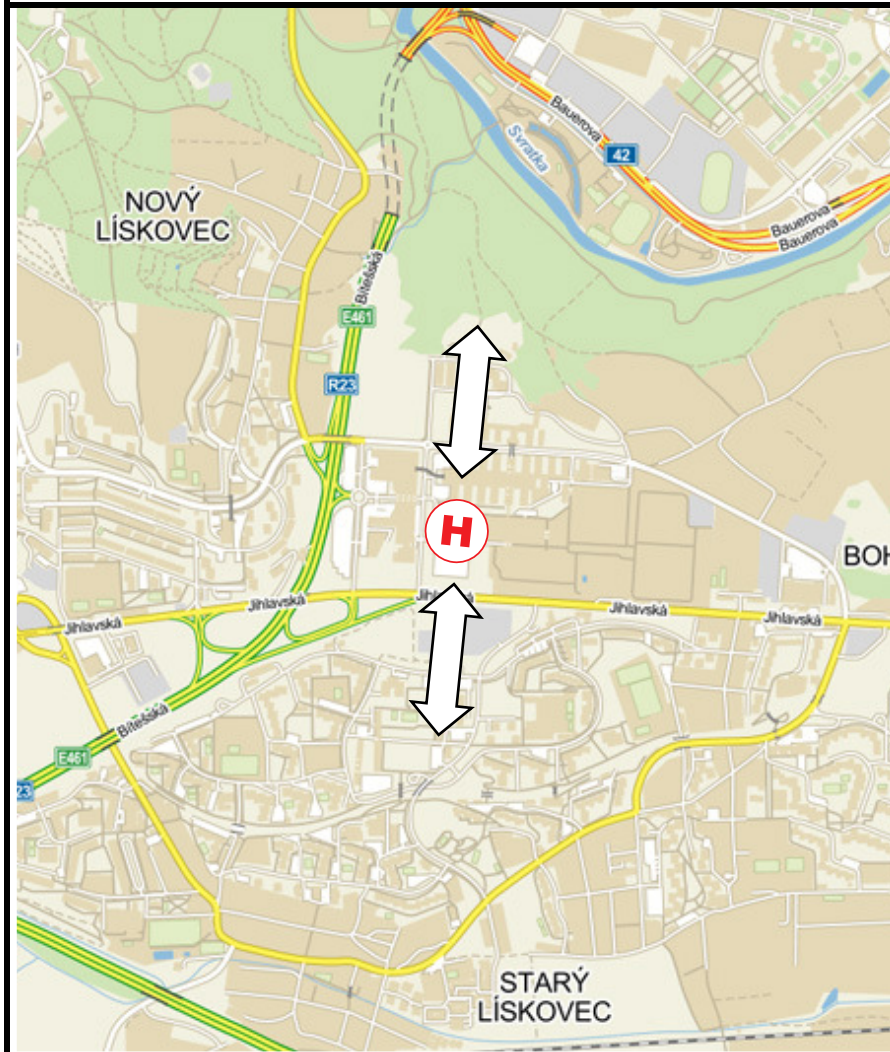 Bauerova
Svratka
42
NOVÝ
LÍSKOVEC
Bauerova
Bauerova
Bítešská
E461
R23
H
BOH
Jihlavská
Jihlavská
Jihlavská
Jihlavská
Bítešská
E461
23
STARÝ
LÍSKOVEC